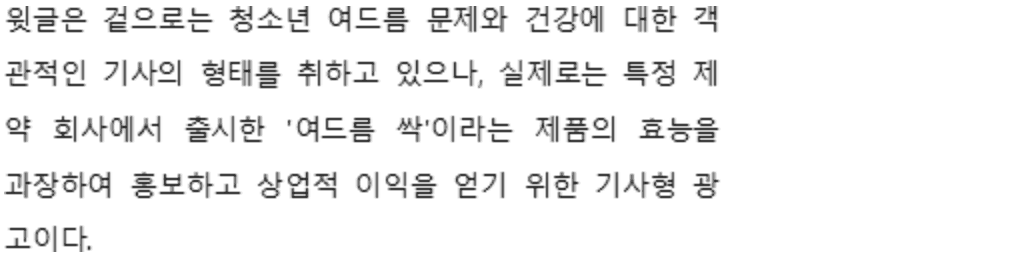 윗글은 겉으로는 청소년 여드름 문제와 건강에 대한 객
관적인 기사의 형태를 취하고 있으나, 실제로는 특정 제
약 회사에서 출시한 '여드름 싹'이라는 제품의 효능을
과장하여 홍보하고 상업적 이익을 얻기 위한 기사형 광
고이다.